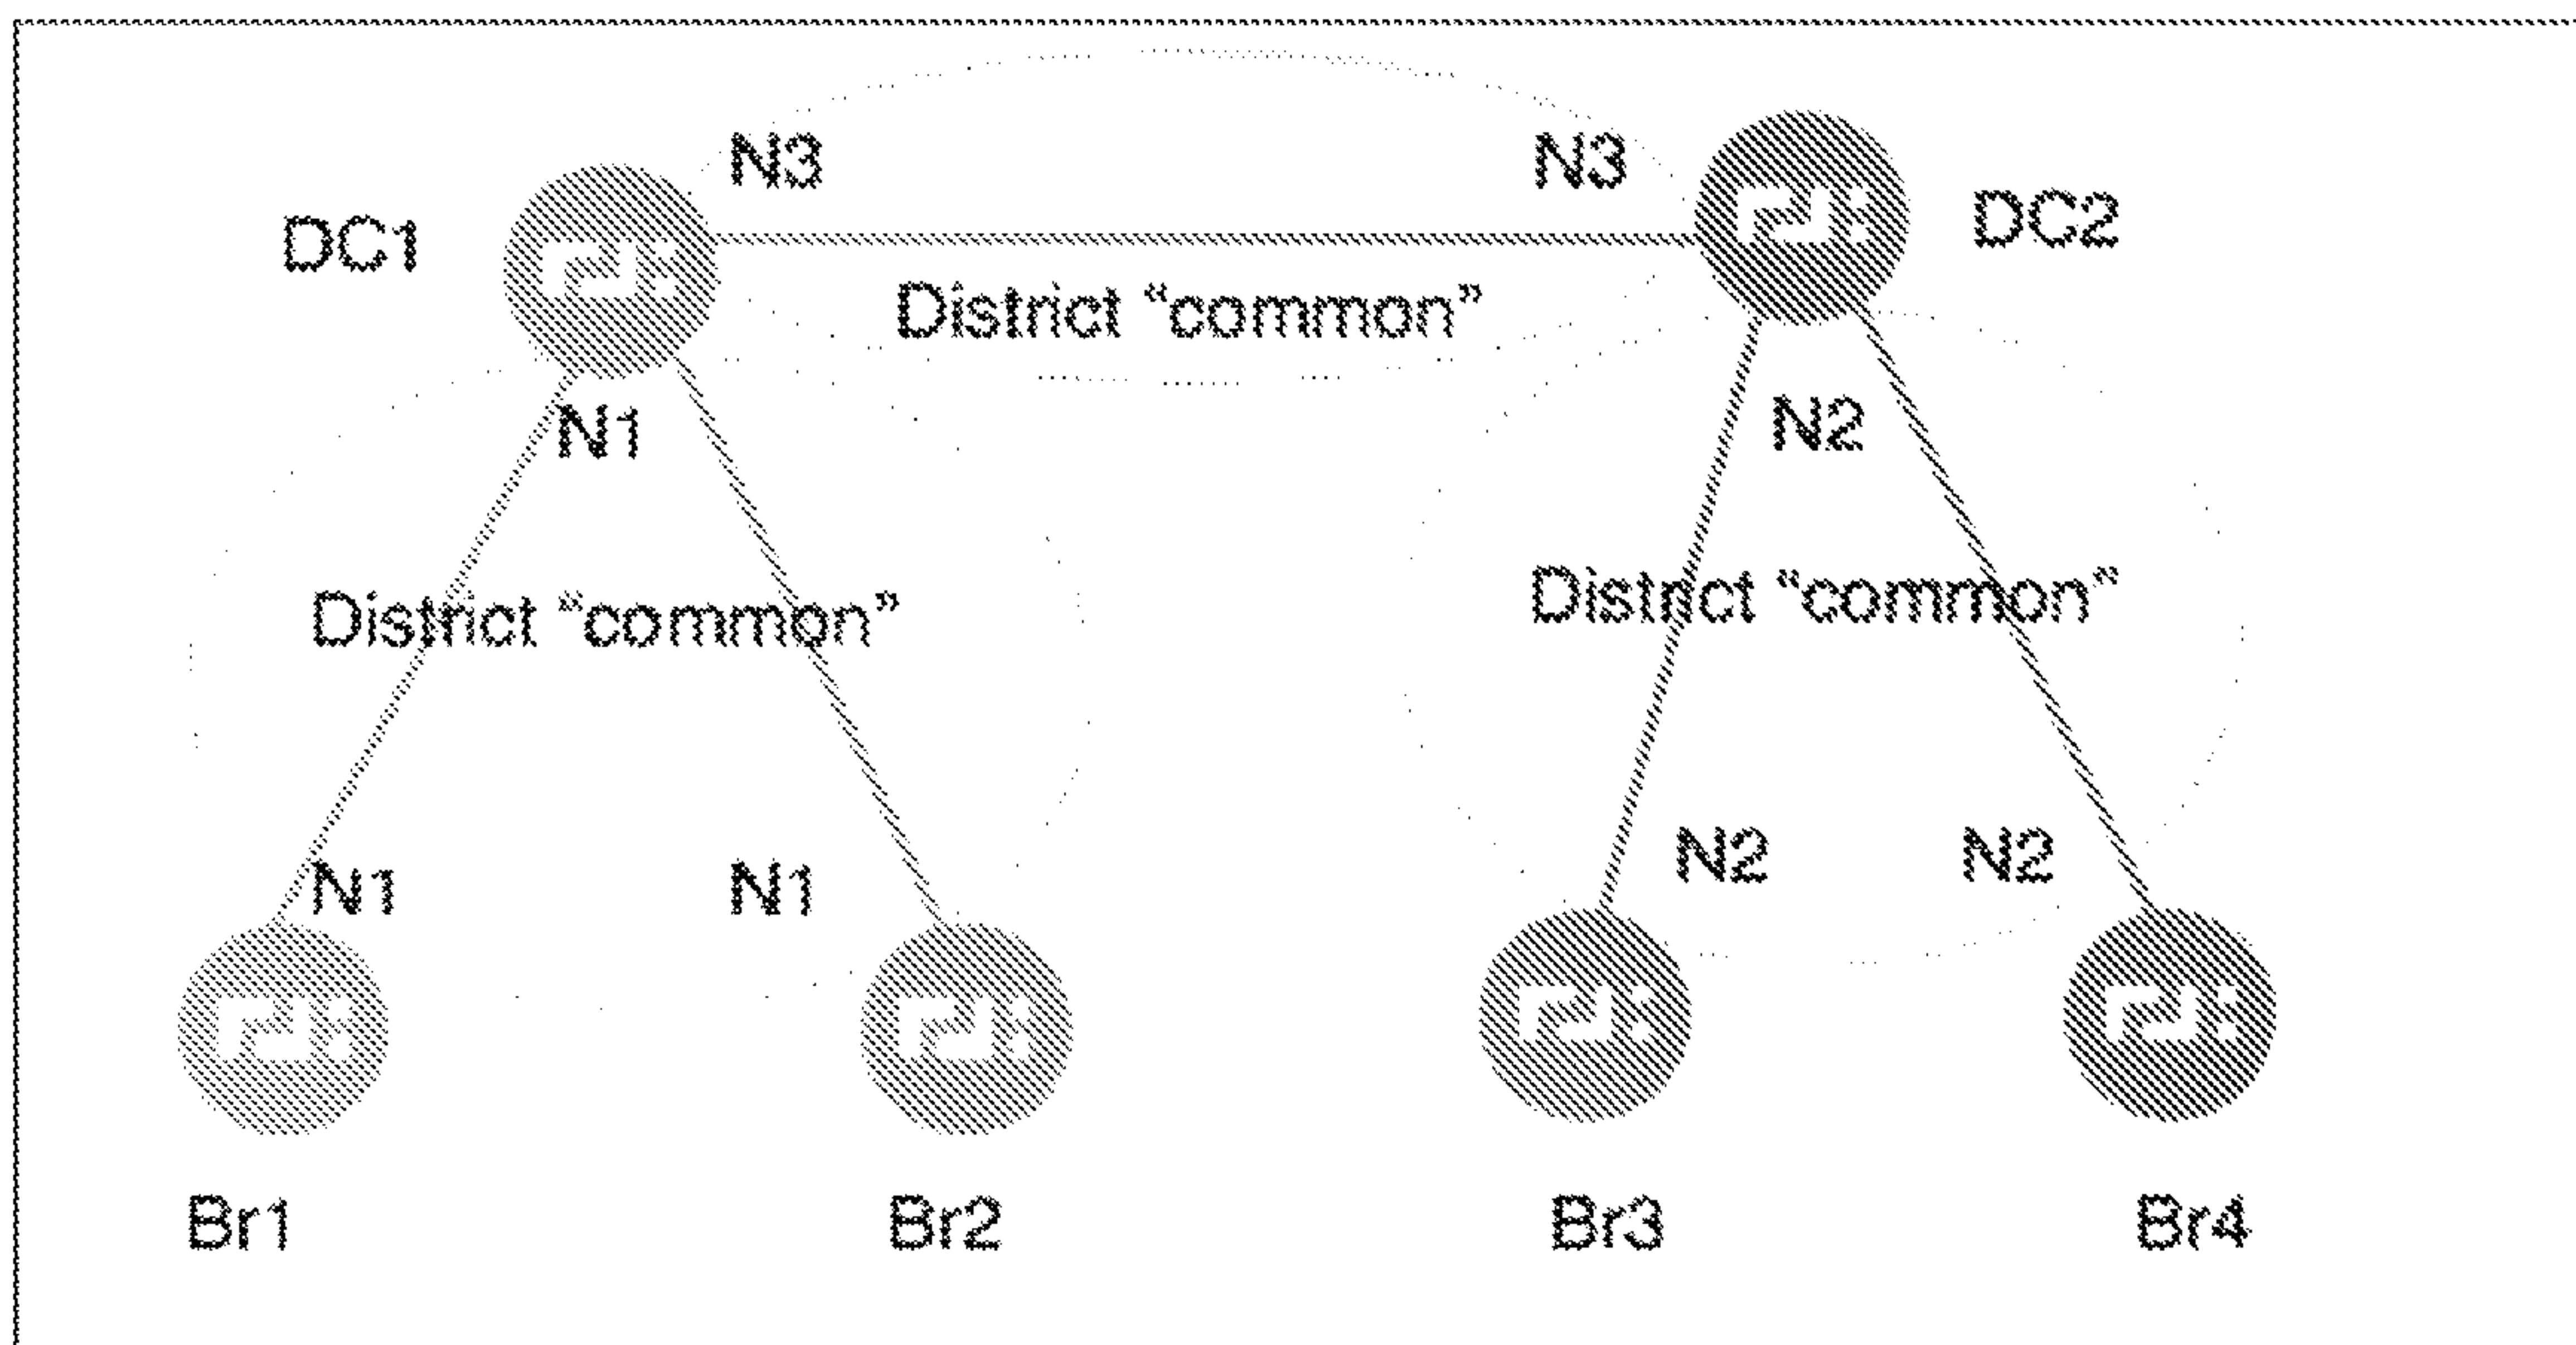 N3 N3
DC1 DC2
District “common”
N1 N2
District “common” District “common”
N1 N1 N2 N2
Br1 Br2 Br3 Br4